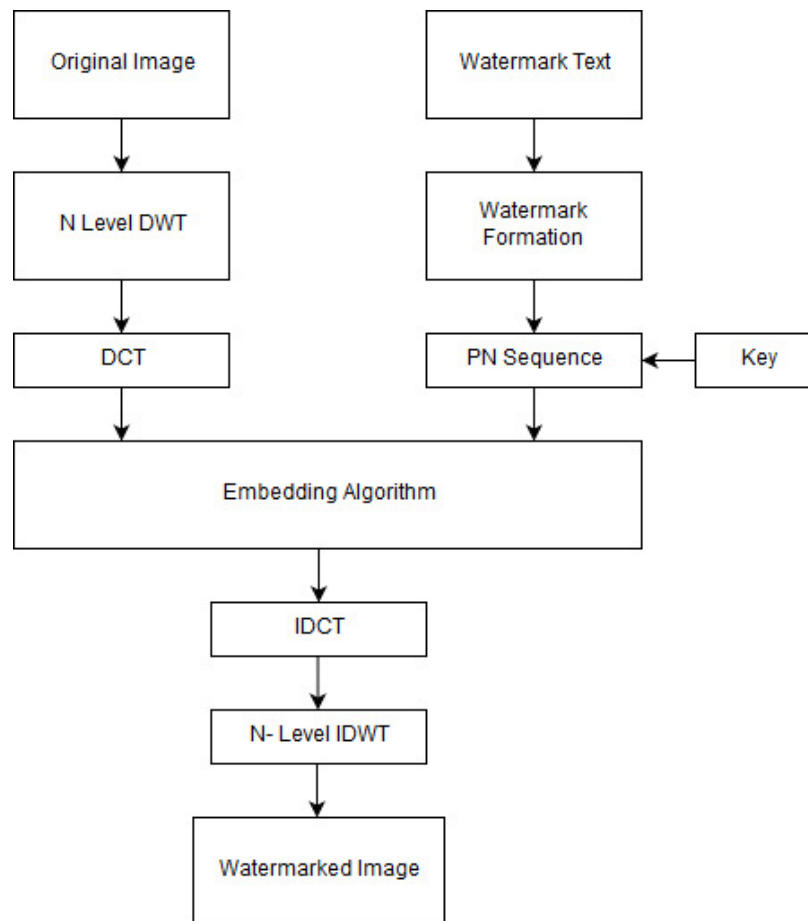 Original Image
Watermark Text
N Level DWT
Watermark
Formation
DCT
PN Sequence
Key
Embedding Algorithm
IDCT
N- Level IDWT
Watermarked Image